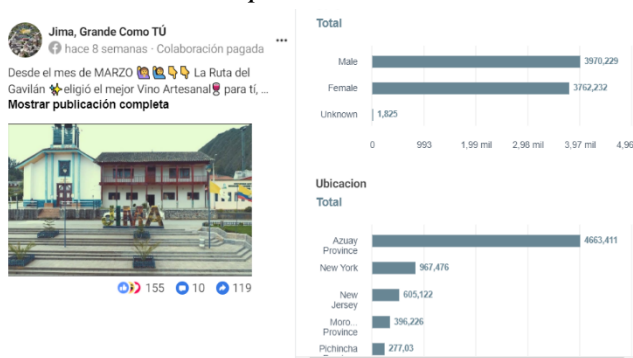 Jima, Grande Como TÚ
hace 8 semanas · Colaboración pagada
...
Desde el mes de MARZO 🙋🙋‍♂️👇👇 La Ruta del
Gavilán eligió el mejor Vino Artesanal🍷 para tí, ...
Mostrar publicación completa
JIMA
155 10 119
Total
Male 3970,229
Female 3762,232
Unknown 1,825
0 993 1,99 mil 2,98 mil 3,97 mil 4,96
Ubicacion
Total
Azuay 4663,411
Province
New York 967,476
New 605,122
Jersey
Moro... 396,226
Province
Pichincha 277,03